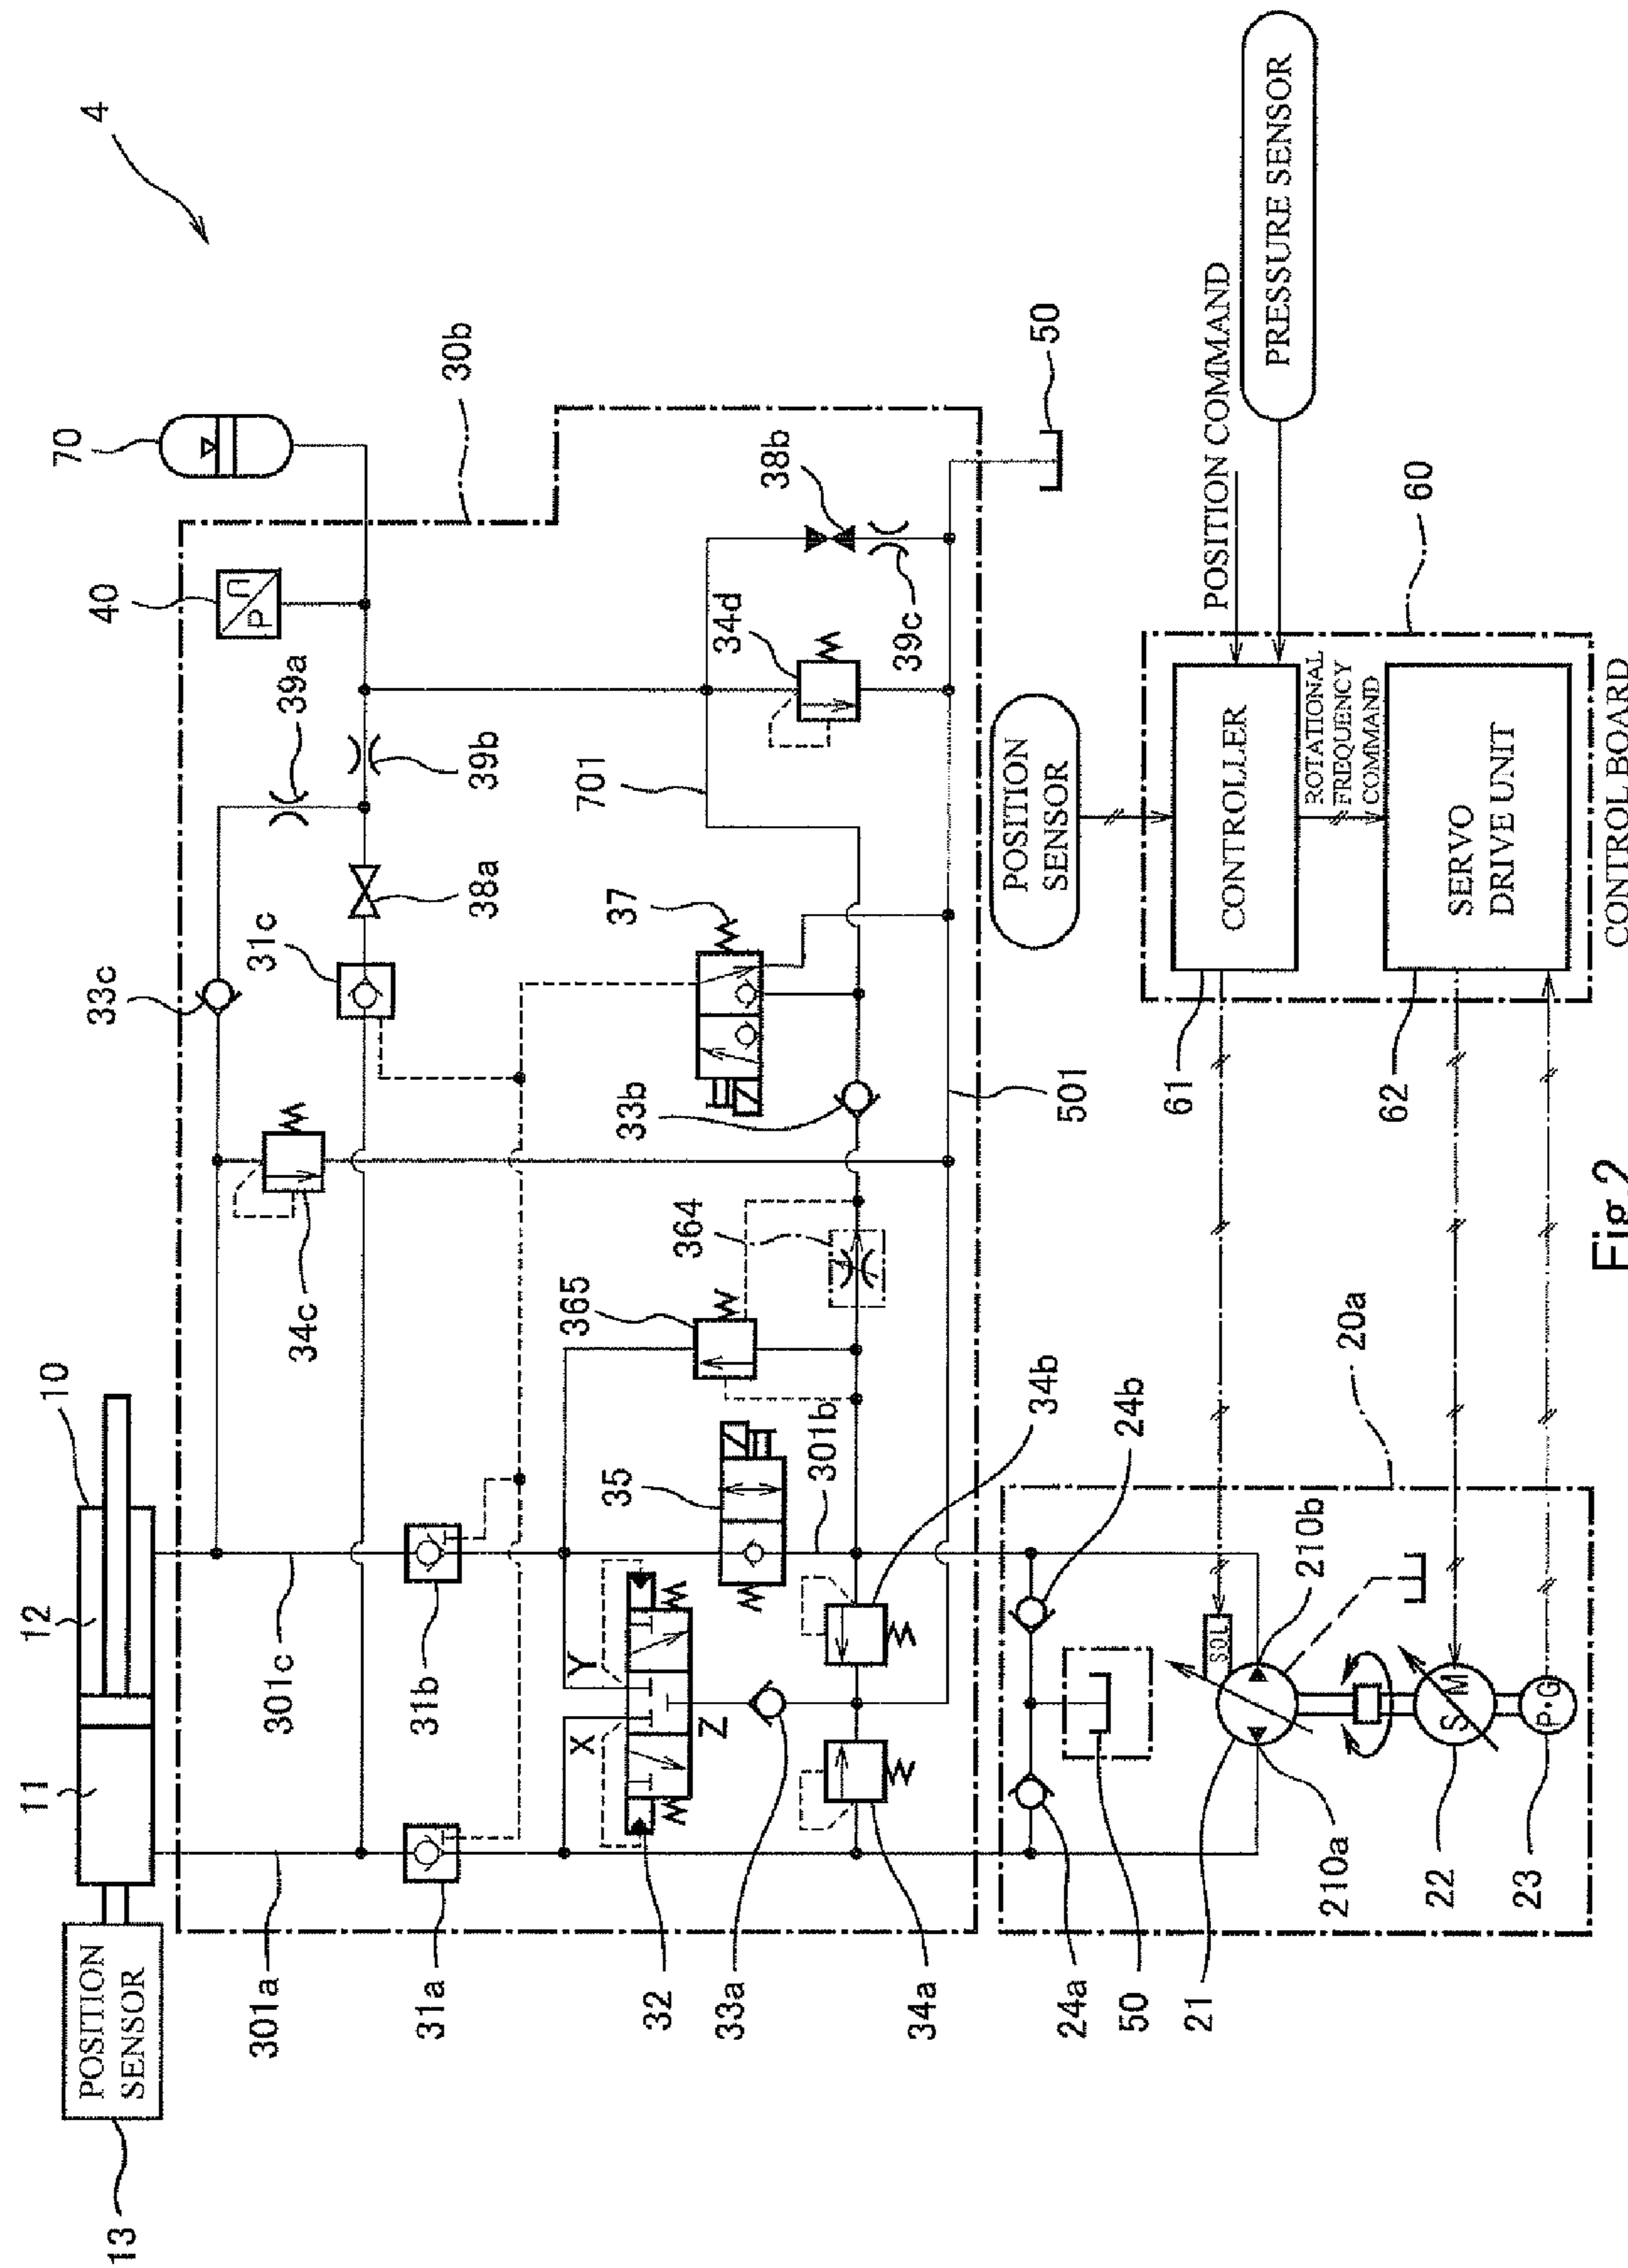 4
70
30b
40
39a
39b
33c
31c
38a
34c
10
12
11
301c
31b
301a
31a
POSITION
SENSOR
13
50
38b
39c
34d
701
37
33b
501
364
365
35
301b
34b
X
Y
Z
32
33a
34a
P
POSITION COMMAND
PRESSURE SENSOR
60
POSITION
SENSOR
CONTROLLER
ROTATIONAL
FREQUENCY
COMMAND
SERVO
DRIVE UNIT
CONTROL BOARD
61
62
20a
24b
210b
SOL
24a
50
21
210a
S·M
22
P·G
23
Fig.2